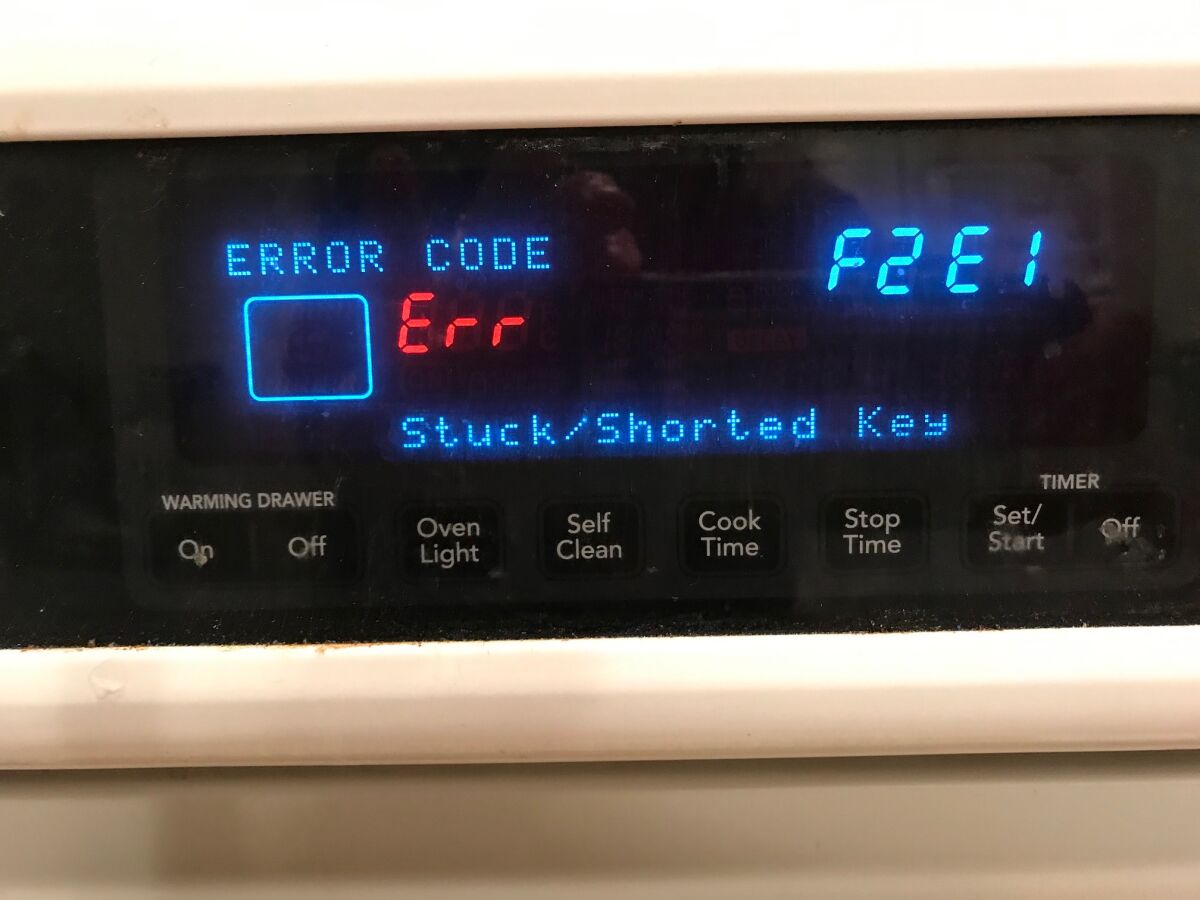 ERROR CODE F2E1
Err
Stuck/Shorted Key
WARMING DRAWER
On Off
Oven Light
Self Clean
Cook Time
Stop Time
TIMER
Set/Start Off